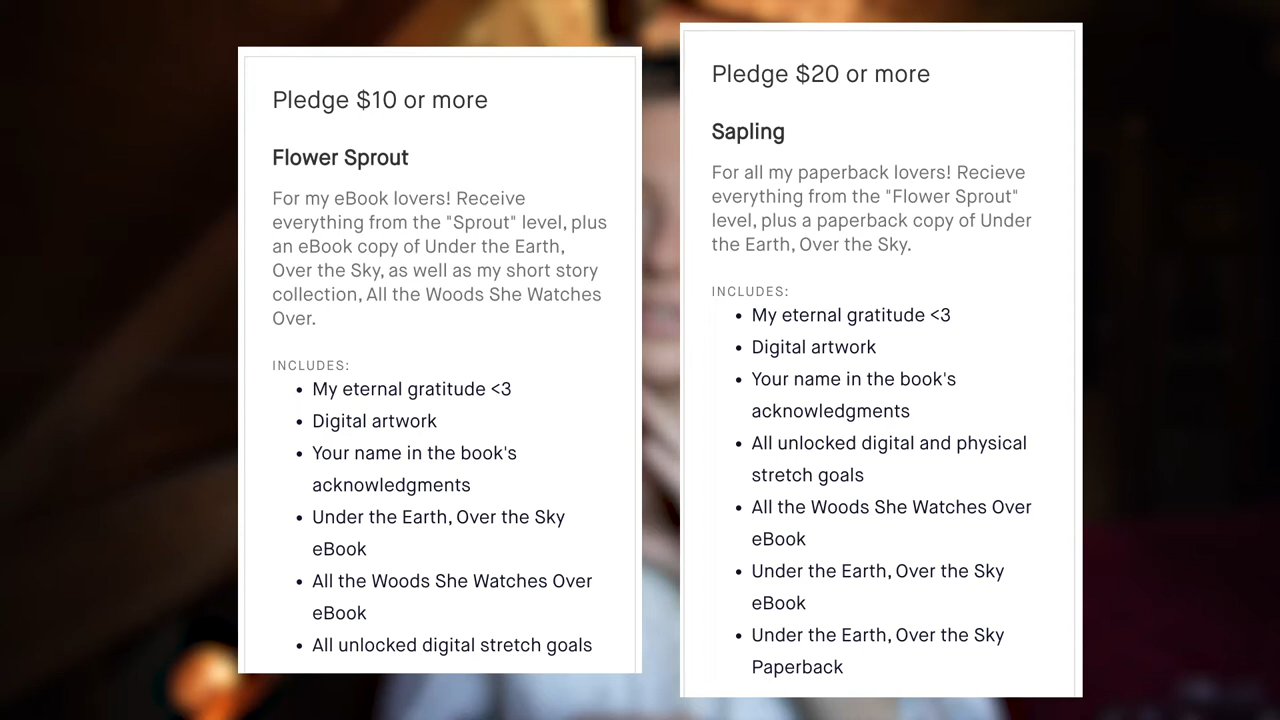 Pledge $10 or more
Flower Sprout
For my eBook lovers! Receive
everything from the "Sprout" level, plus
an eBook copy of Under the Earth,
Over the Sky, as well as my short story
collection, All the Woods She Watches
Over.
INCLUDES:
• My eternal gratitude <3
• Digital artwork
• Your name in the book's
acknowledgments
• Under the Earth, Over the Sky
eBook
• All the Woods She Watches Over
eBook
• All unlocked digital stretch goals
Pledge $20 or more
Sapling
For all my paperback lovers! Recieve
everything from the "Flower Sprout"
level, plus a paperback copy of Under
the Earth, Over the Sky.
INCLUDES:
• My eternal gratitude <3
• Digital artwork
• Your name in the book's
acknowledgments
• All unlocked digital and physical
stretch goals
• All the Woods She Watches Over
eBook
• Under the Earth, Over the Sky
eBook
• Under the Earth, Over the Sky
Paperback